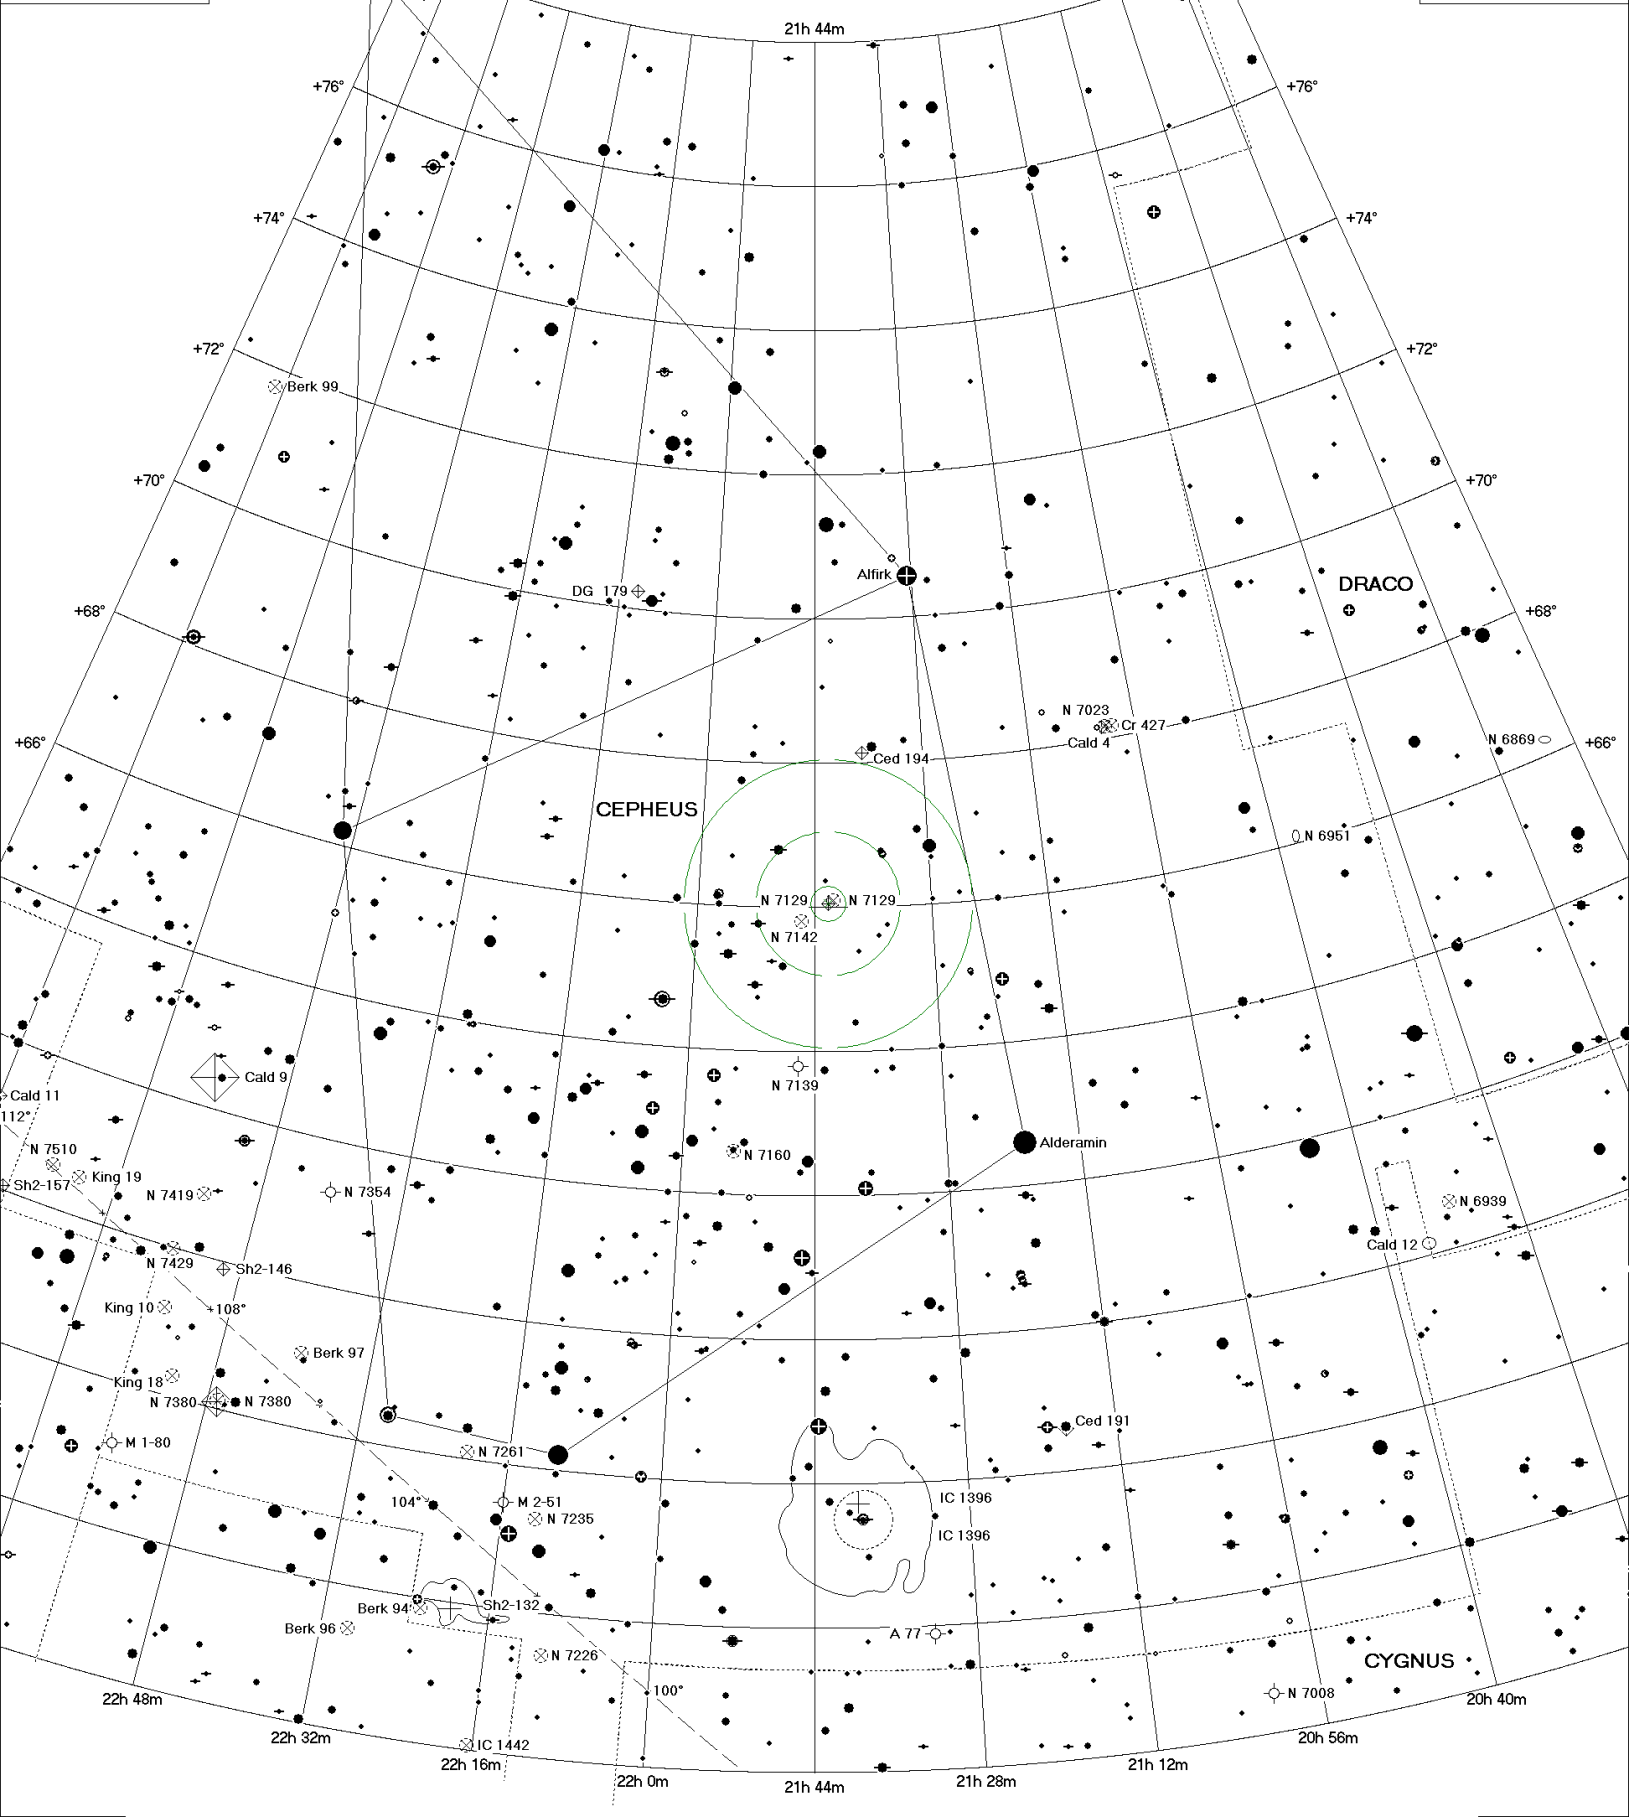 21h 44m
+76°
+76°
+74°
+74°
+72°
+72°
Berk 99
+70°
+70°
Alfirk
DG 179
DRACO
+68°
+68°
N 7023
Cr 427
Cald 4
N 6869
+66°
+66°
Ced 194
CEPHEUS
N 6951
N 7129
N 7129
N 7142
Cald 9
N 7139
Cald 11
112°
Alderamin
N 7510
N 7160
King 19
Sh2-157
N 7419
N 7354
N 6939
Cald 12
N 7429
Sh2-146
King 10
108°
Berk 97
King 18
N 7380
N 7380
Ced 191
M 1-80
N 7261
IC 1396
104°
M 2-51
N 7235
IC 1396
Sh2-132
Berk 94
Berk 96
A 77
N 7226
CYGNUS
100°
N 7008
22h 48m
20h 40m
22h 32m
20h 56m
IC 1442
22h 16m
21h 12m
22h 0m
21h 28m
21h 44m